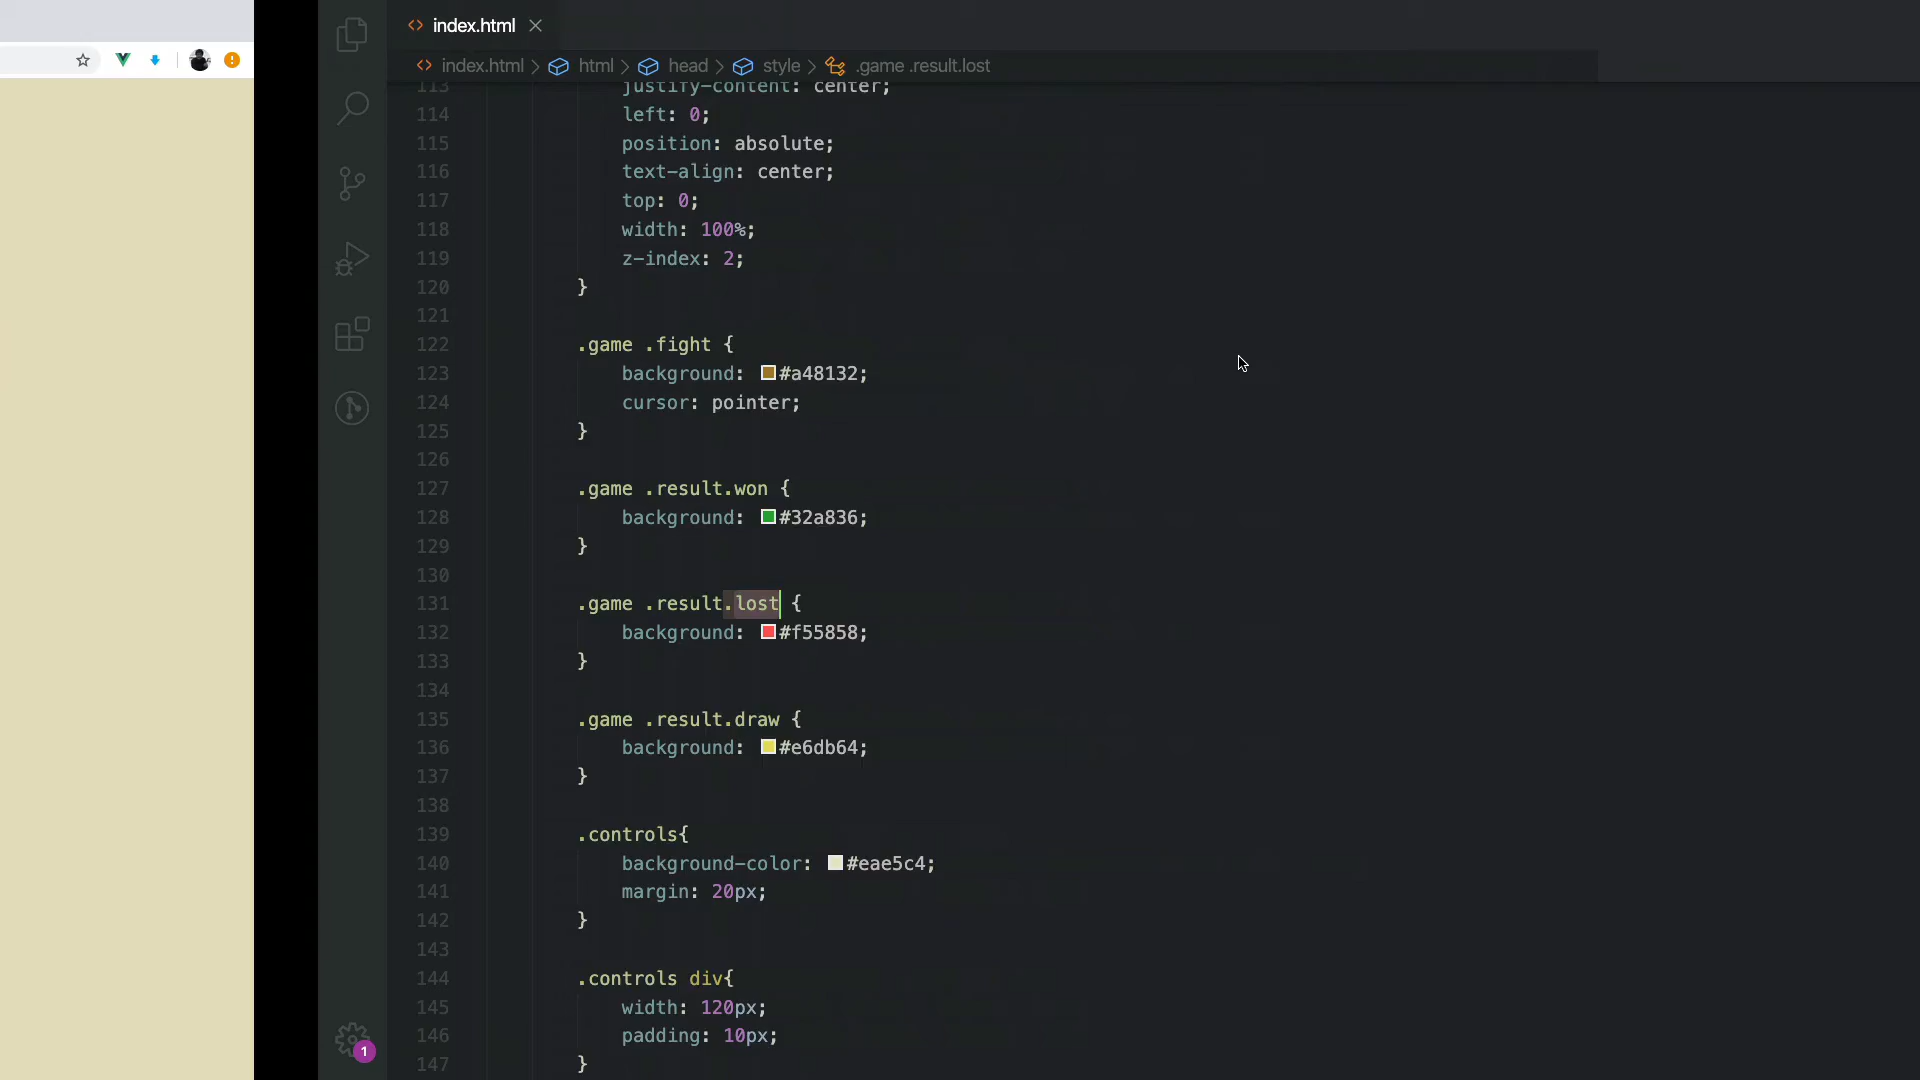 index.html
index.html > html > head > style > .game .result.lost
113 justify-content: center;
114 left: 0;
115 position: absolute;
116 text-align: center;
117 top: 0;
118 width: 100%;
119 z-index: 2;
120 }
121
122 .game .fight {
123 background: #a48132;
124 cursor: pointer;
125 }
126
127 .game .result.won {
128 background: #32a836;
129 }
130
131 .game .result.lost {
132 background: #f55858;
133 }
134
135 .game .result.draw {
136 background: #e6db64;
137 }
138
139 .controls{
140 background-color: #eae5c4;
141 margin: 20px;
142 }
143
144 .controls div{
145 width: 120px;
146 padding: 10px;
147 }
1